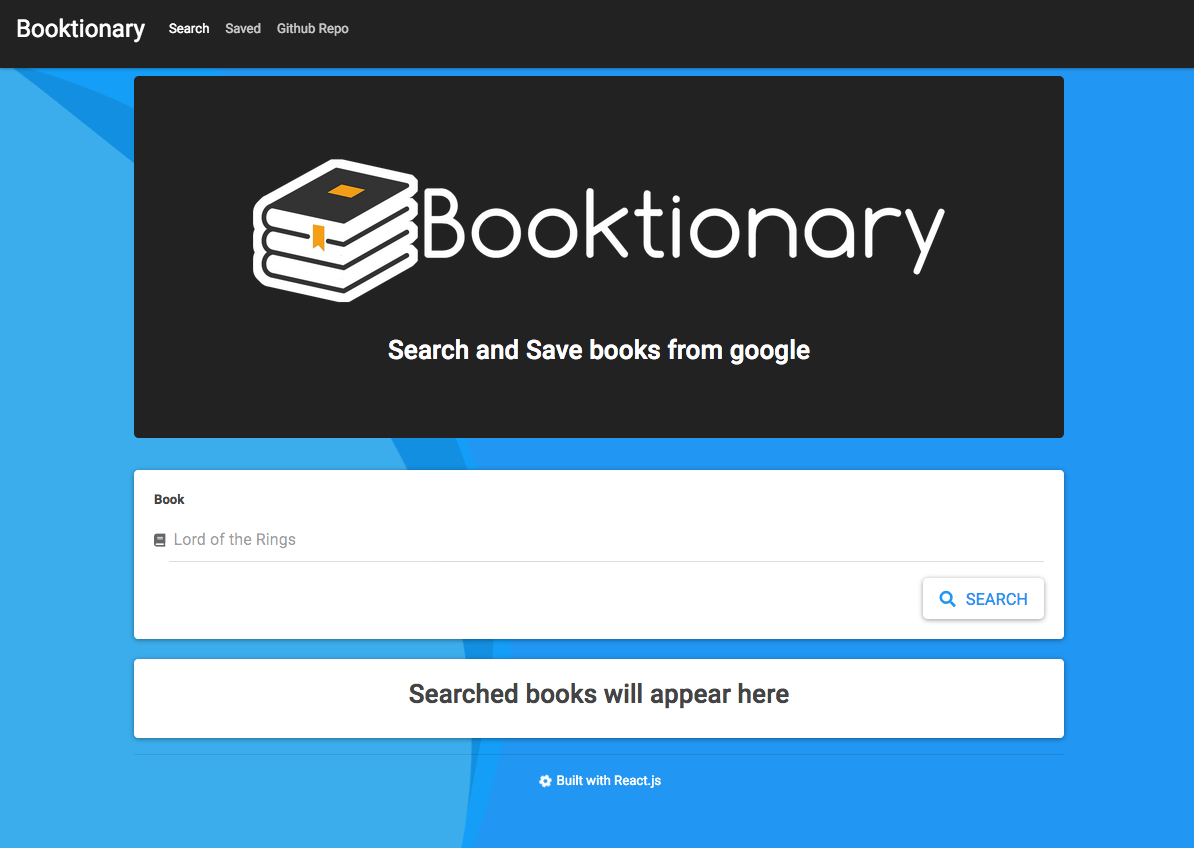 Booktionary Search Saved Github Repo
Booktionary
Search and Save books from google
Book
Lord of the Rings
SEARCH
Searched books will appear here
Built with React.js